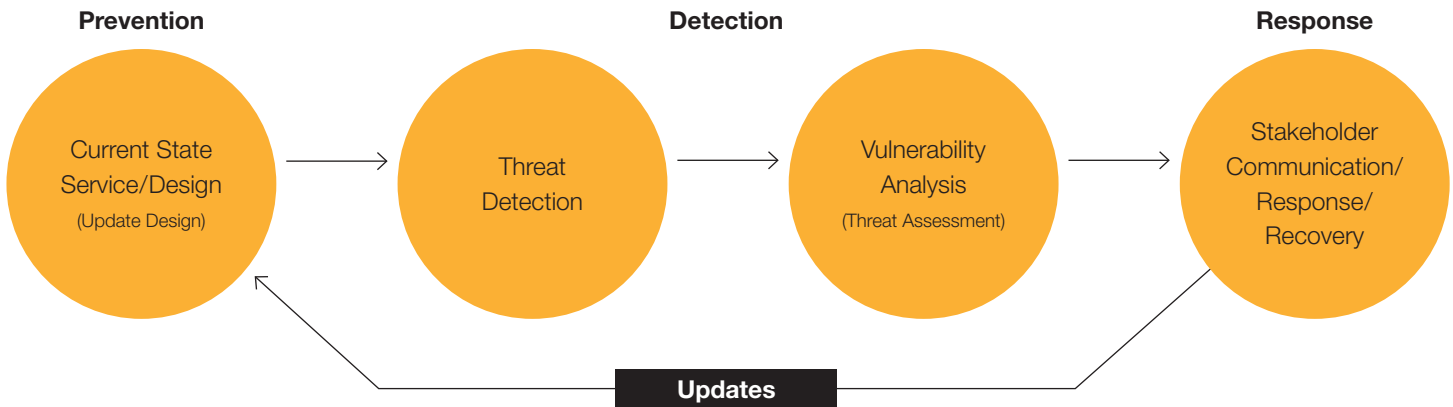 Prevention
Detection
Response
Current State
Service/Design
(Update Design)
Threat
Detection
Vulnerability
Analysis
(Threat Assessment)
Stakeholder
Communication/
Response/
Recovery
Updates